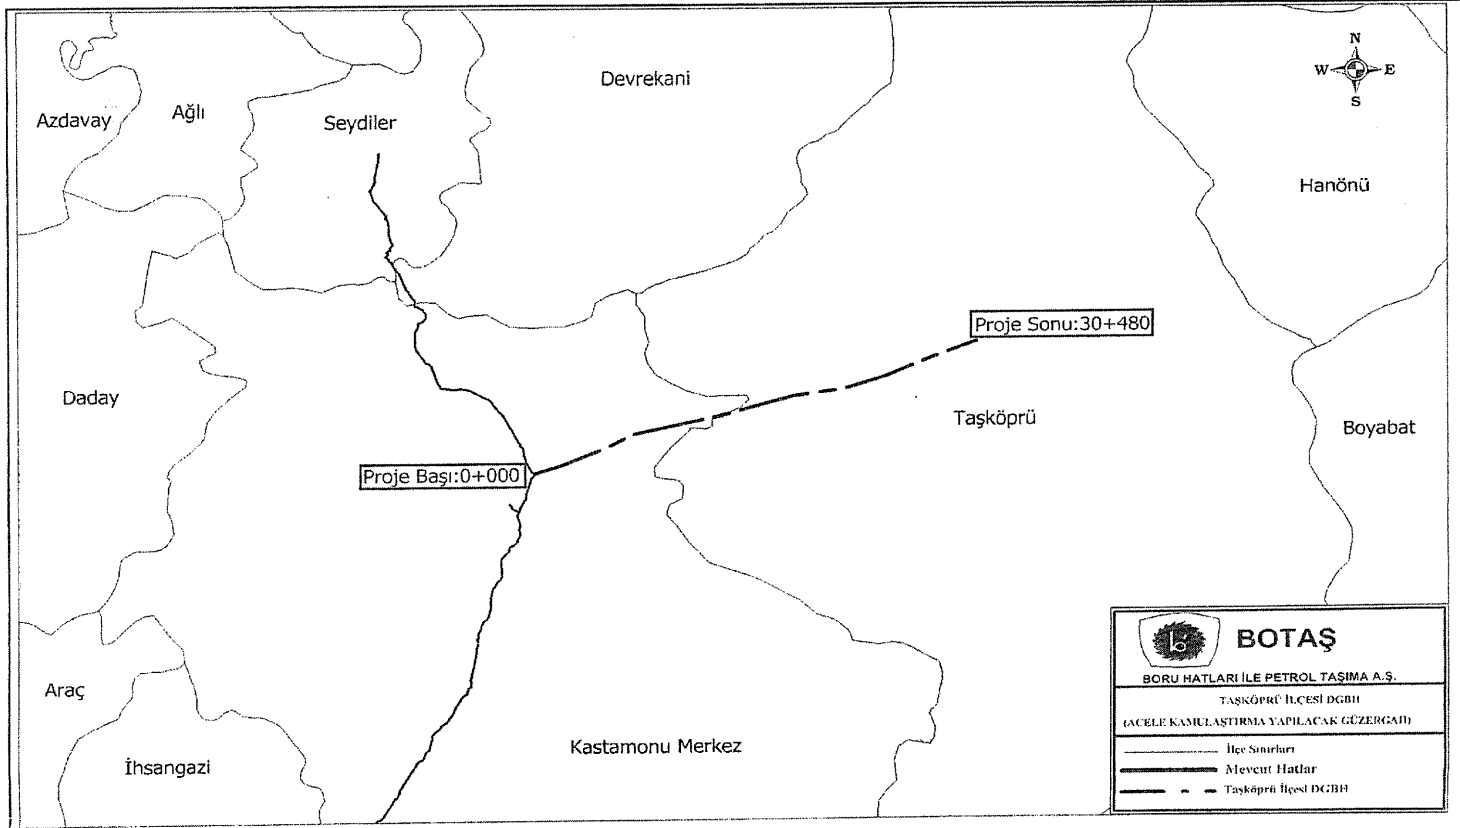 N
W E
S
Devrekani
Azdavay
Ağlı
Seydiler
Hanönü
Proje Sonu:30+480
Daday
Taşköprü
Boyabat
Proje Başı:0+000
Araç
Kastamonu Merkez
İhsangazi
BOTAŞ
BORU HATLARI İLE PETROL TAŞIMA A.Ş.
TAŞKÖPRÜ İLÇESİ DGBH
(ACELE KAMULAŞTIRMA YAPILACAK GÜZERGAH)
İlçe Sınırları
Mevcut Hatlar
Taşköprü İlçesi DGBH